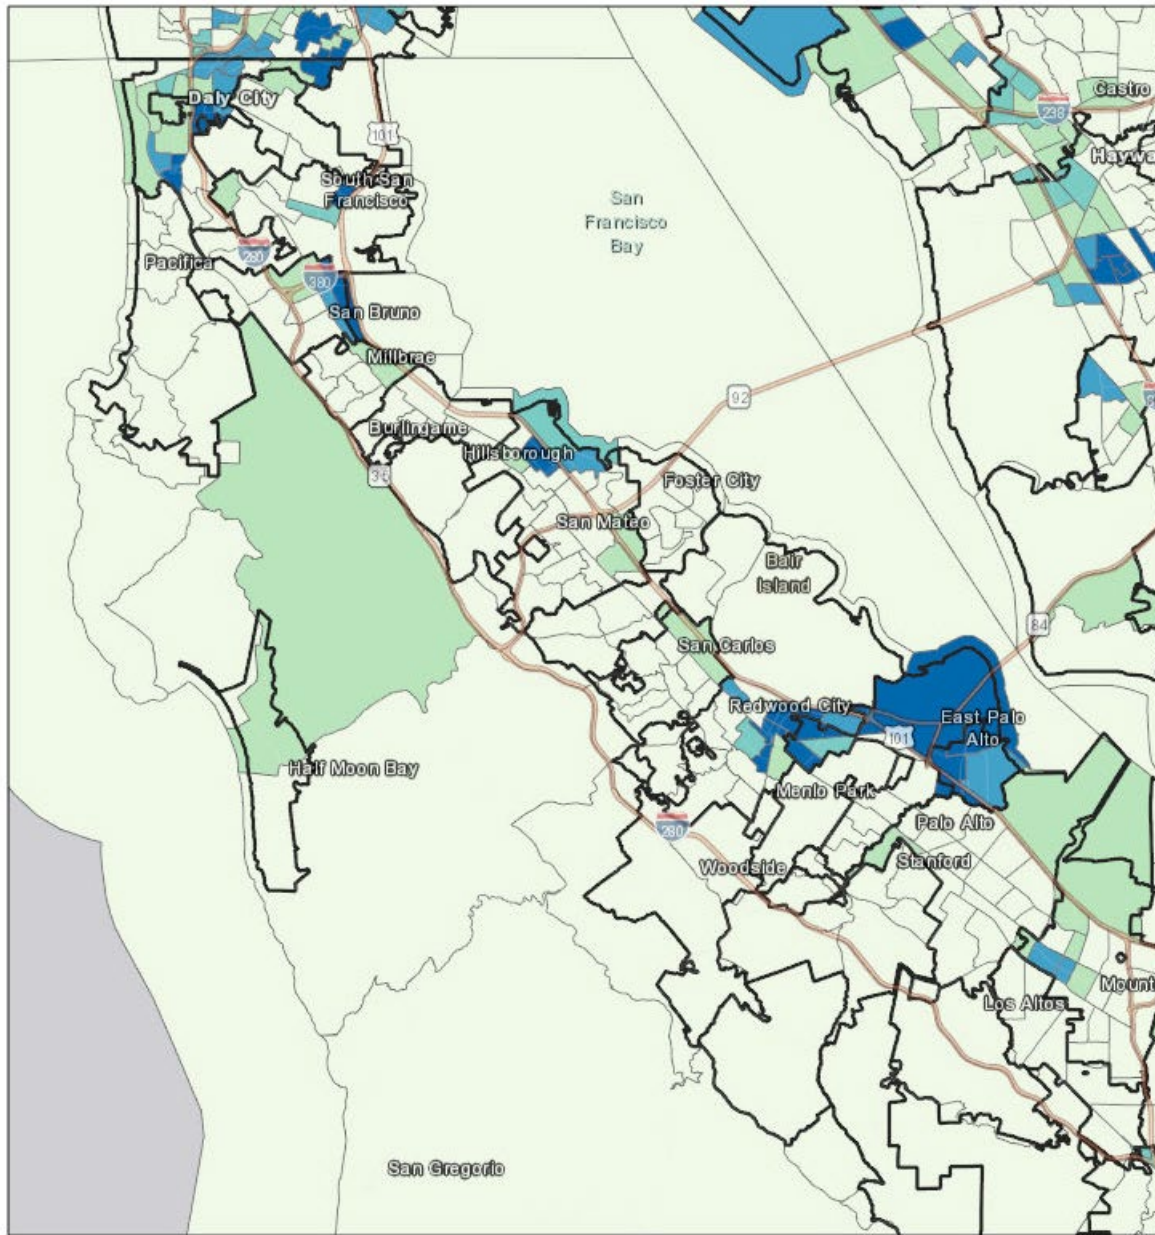 Daly City
101
238
Castro
Haywa
South San
Francisco
San
Francisco
Bay
Pacifica
280
380
San Bruno
Millbrae
92
Burlingame
Hillsborough
35
Foster City
San Mateo
Bair
Island
84
San Carlos
Redwood City
East Palo
Alto
101
Half Moon Bay
Menlo Park
Palo Alto
280
Stanford
Woodside
Mount
Los Altos
San Gregorio